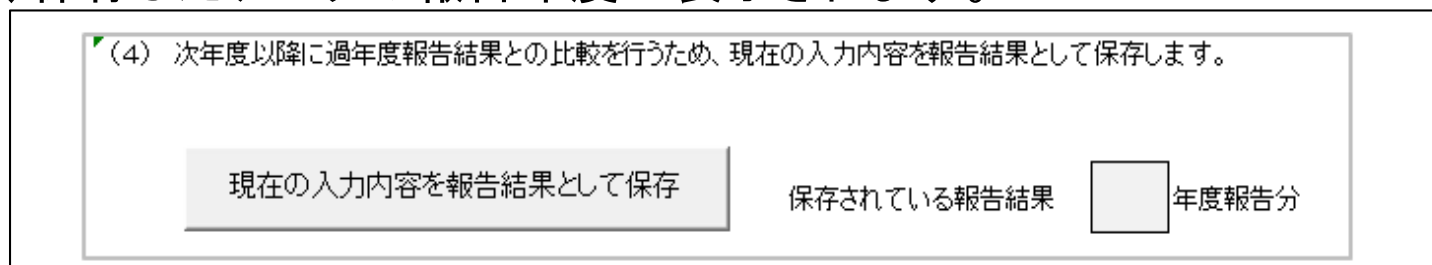 (4) 次年度以降に過年度報告結果との比較を行うため、現在の入力内容を報告結果として保存します。
現在の入力内容を報告結果として保存
保存されている報告結果 年度報告分